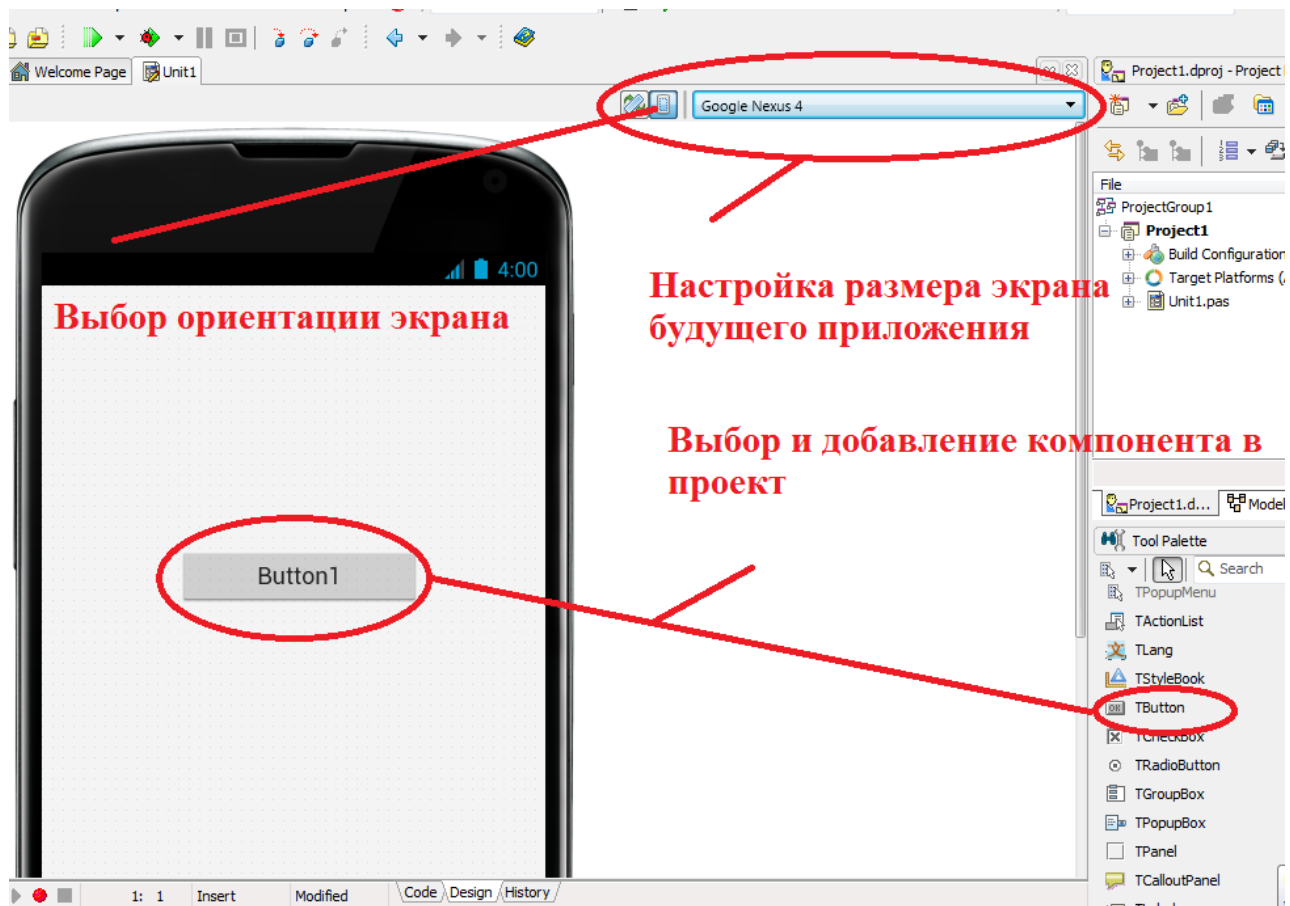 Welcome Page
Unit1
Project1.dproj - Project
Google Nexus 4
File
ProjectGroup1
Project1
Build Configuration
Target Platforms (
Unit1.pas
4:00
Выбор ориентации экрана
Настройка размера экрана
будущего приложения
Выбор и добавление компонента в
проект
Button1
Project1.d...
Model
Tool Palette
Search
TPopupMenu
TActionList
TLang
TStyleBook
TButton
TCheckBox
TRadioButton
TGroupBox
TPopupBox
TPanel
TCalloutPanel
1: 1
Insert
Modified
Code
Design
History